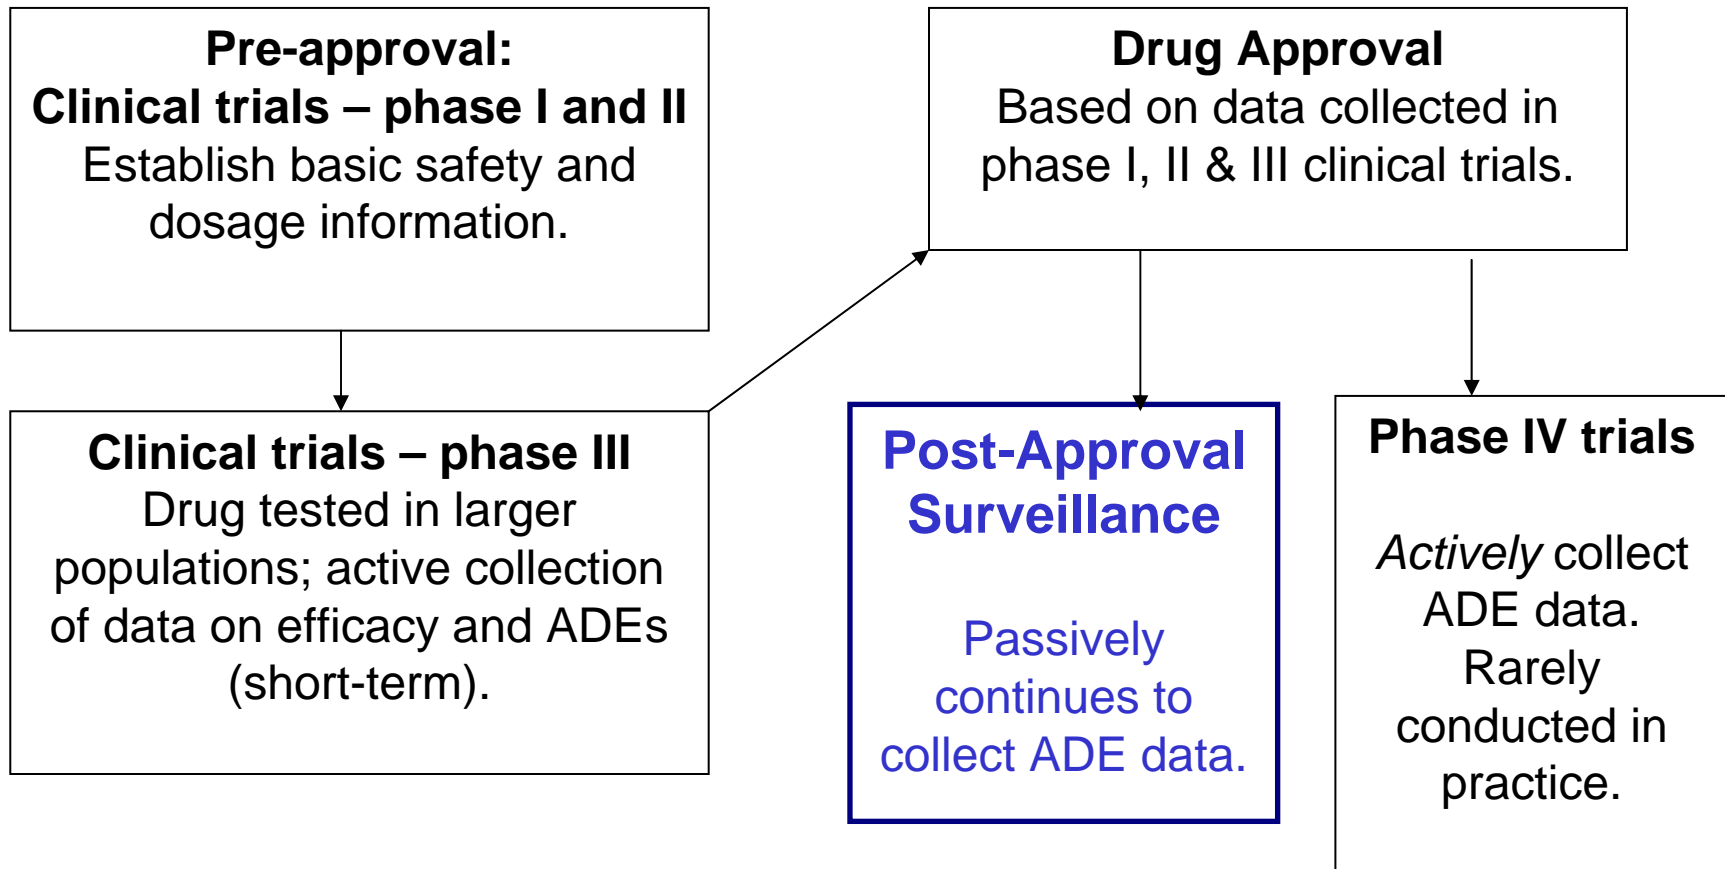 Pre-approval:
Clinical trials – phase I and II
Establish basic safety and
dosage information.
Clinical trials – phase III
Drug tested in larger
populations; active collection
of data on efficacy and ADEs
(short-term).
Drug Approval
Based on data collected in
phase I, II & III clinical trials.
Post-Approval
Surveillance
Passively
continues to
collect ADE data.
Phase IV trials
Actively collect
ADE data.
Rarely
conducted in
practice.